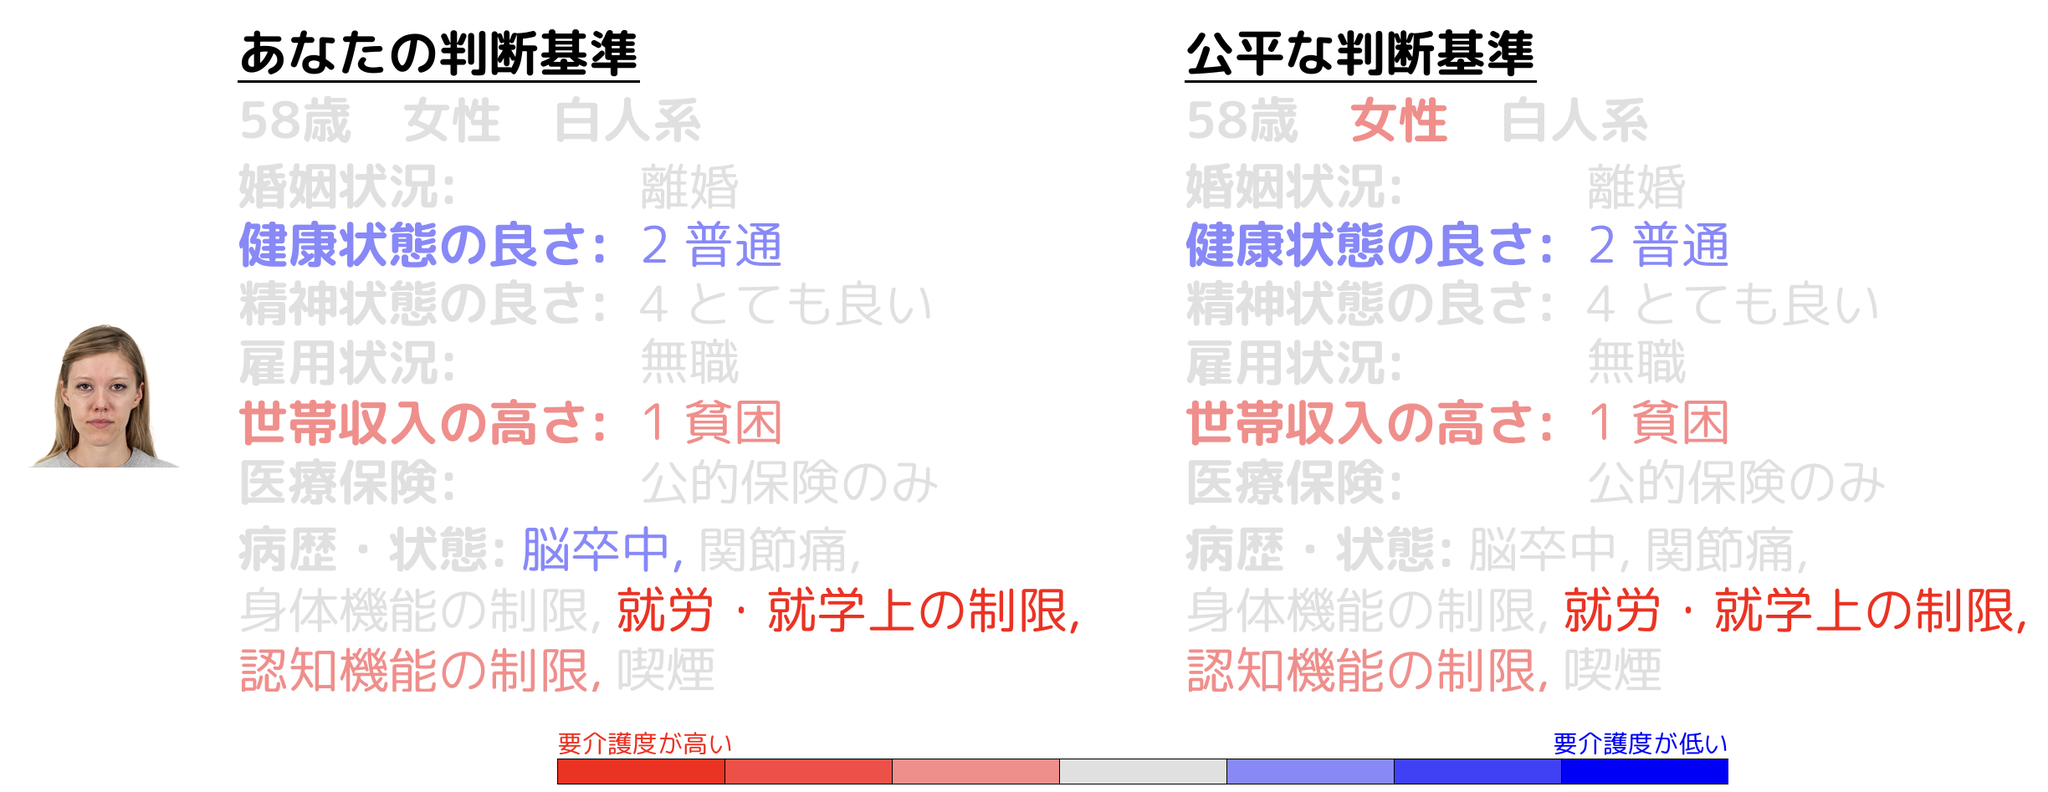 あなたの判断基準
58歳 女性 白人系
婚姻状況: 離婚
健康状態の良さ: 2 普通
精神状態の良さ: 4 とても良い
雇用状況: 無職
世帯収入の高さ: 1 貧困
医療保険: 公的保険のみ
病歴・状態: 脳卒中, 関節痛,
身体機能の制限, 就労・就学上の制限,
認知機能の制限, 喫煙
公平な判断基準
58歳 女性 白人系
婚姻状況: 離婚
健康状態の良さ: 2 普通
精神状態の良さ: 4 とても良い
雇用状況: 無職
世帯収入の高さ: 1 貧困
医療保険: 公的保険のみ
病歴・状態: 脳卒中, 関節痛,
身体機能の制限, 就労・就学上の制限,
認知機能の制限, 喫煙
要介護度が高い
要介護度が低い